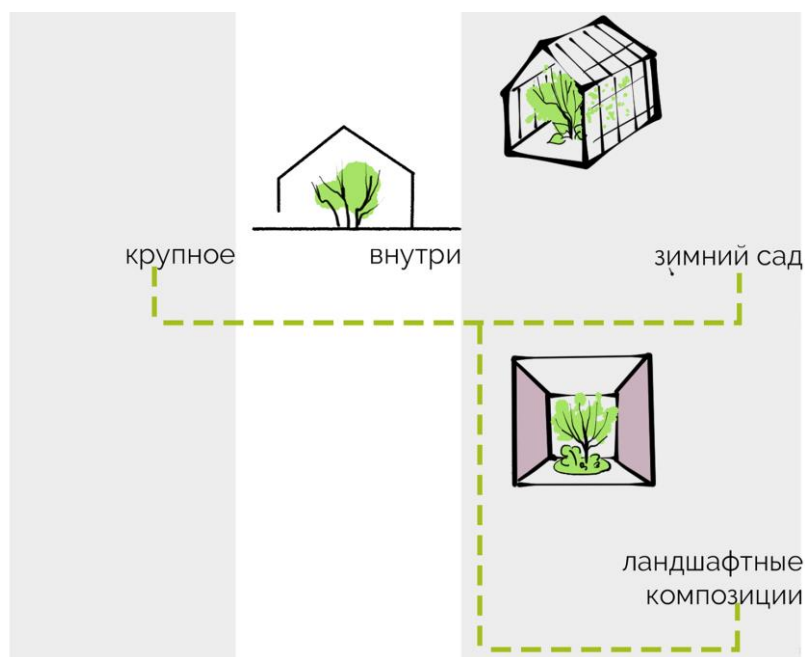 крупное
внутри
зимний сад
ландшафтные
композиции